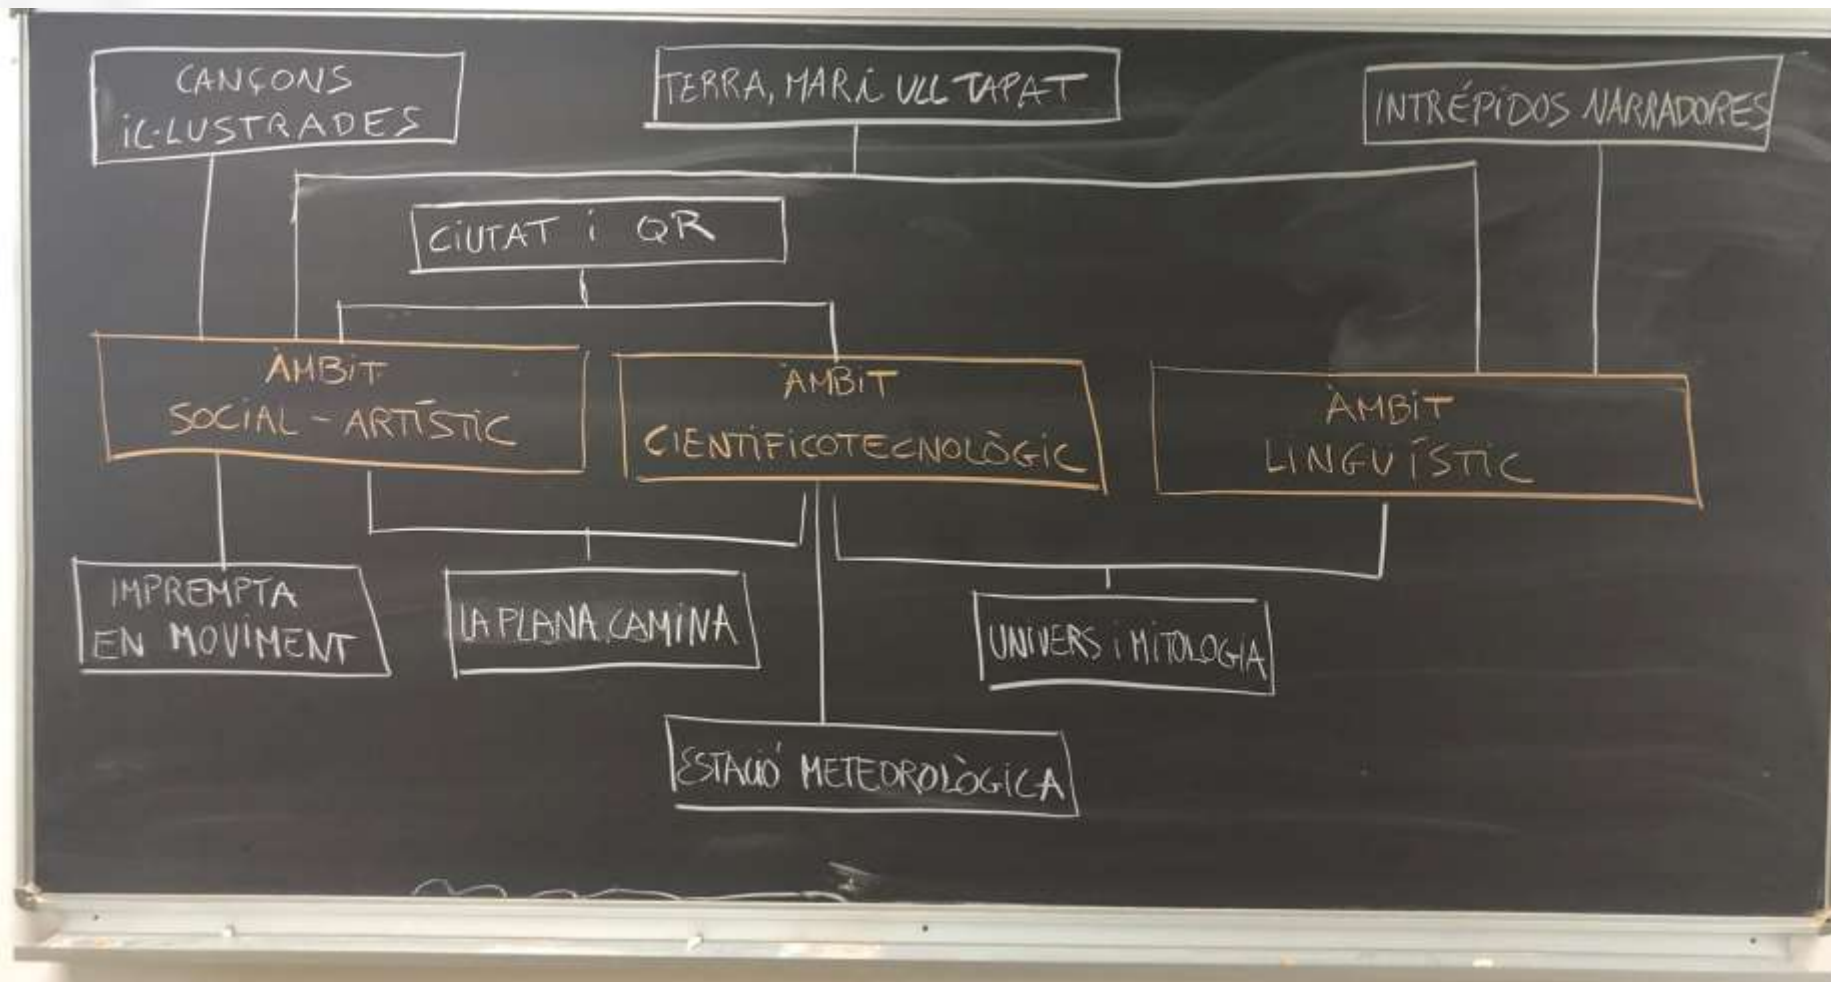 CANÇONS
IL·LUSTRADES
TERRA, MAR i ULL TAPAT
INTRÉPIDOS NARRADORES
CIUTAT i QR
ÀMBIT
SOCIAL - ARTÍSTIC
ÀMBIT
CIENTÍFICOTECNOLÒGIC
ÀMBIT
LINGUÍSTIC
IMPREMPTA
EN MOVIMENT
LA PLANA CAMINA
UNIVERS i MITOLOGIA
ESTACIÓ METEOROLÒGICA